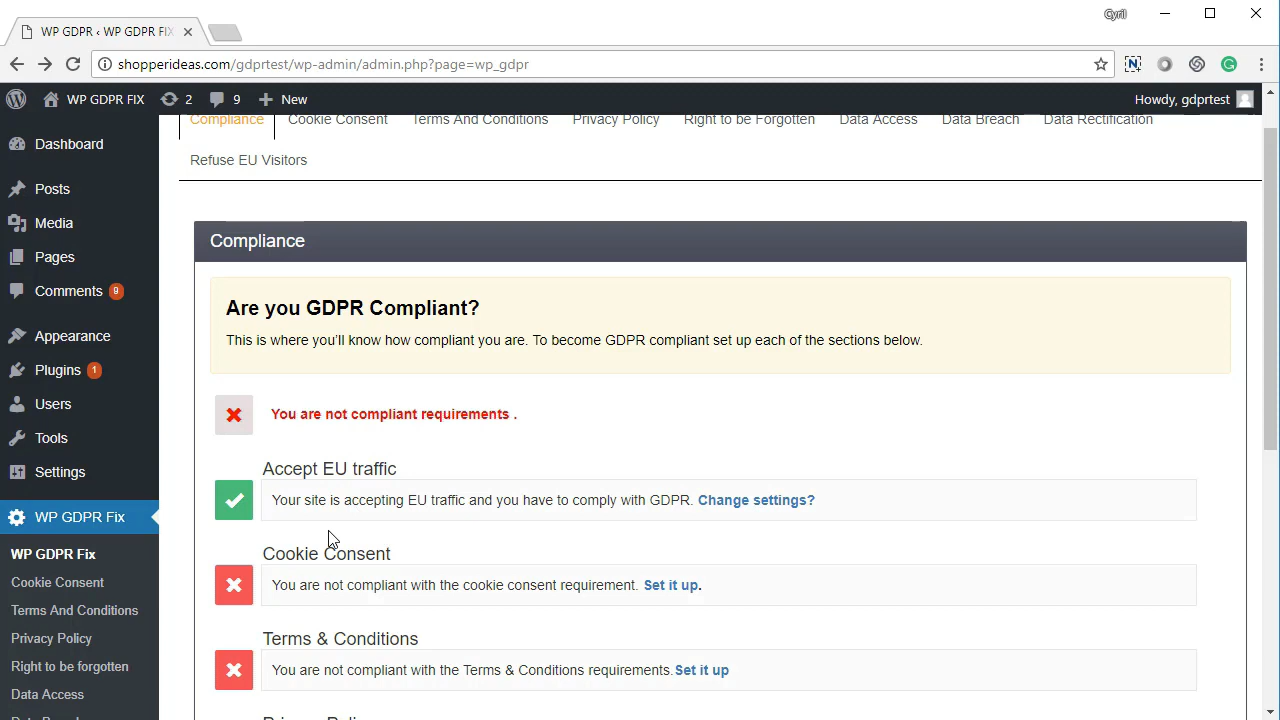 Cyril
WP GDPR ‹ WP GDPR FIX
shopperideas.com/gdprtest/wp-admin/admin.php?page=wp_gdpr
WP GDPR FIX 2 9 New Howdy, gdprtest
Compliance Cookie Consent Terms And Conditions Privacy Policy Right to be Forgotten Data Access Data Breach Data Rectification
Refuse EU Visitors
Dashboard
Posts
Media
Pages
Comments 9
Appearance
Plugins 1
Users
Tools
Settings
WP GDPR Fix
WP GDPR Fix
Cookie Consent
Terms And Conditions
Privacy Policy
Right to be forgotten
Data Access
Compliance
Are you GDPR Compliant?
This is where you'll know how compliant you are. To become GDPR compliant set up each of the sections below.
You are not compliant requirements .
Accept EU traffic
Your site is accepting EU traffic and you have to comply with GDPR. Change settings?
Cookie Consent
You are not compliant with the cookie consent requirement. Set it up.
Terms & Conditions
You are not compliant with the Terms & Conditions requirements.Set it up